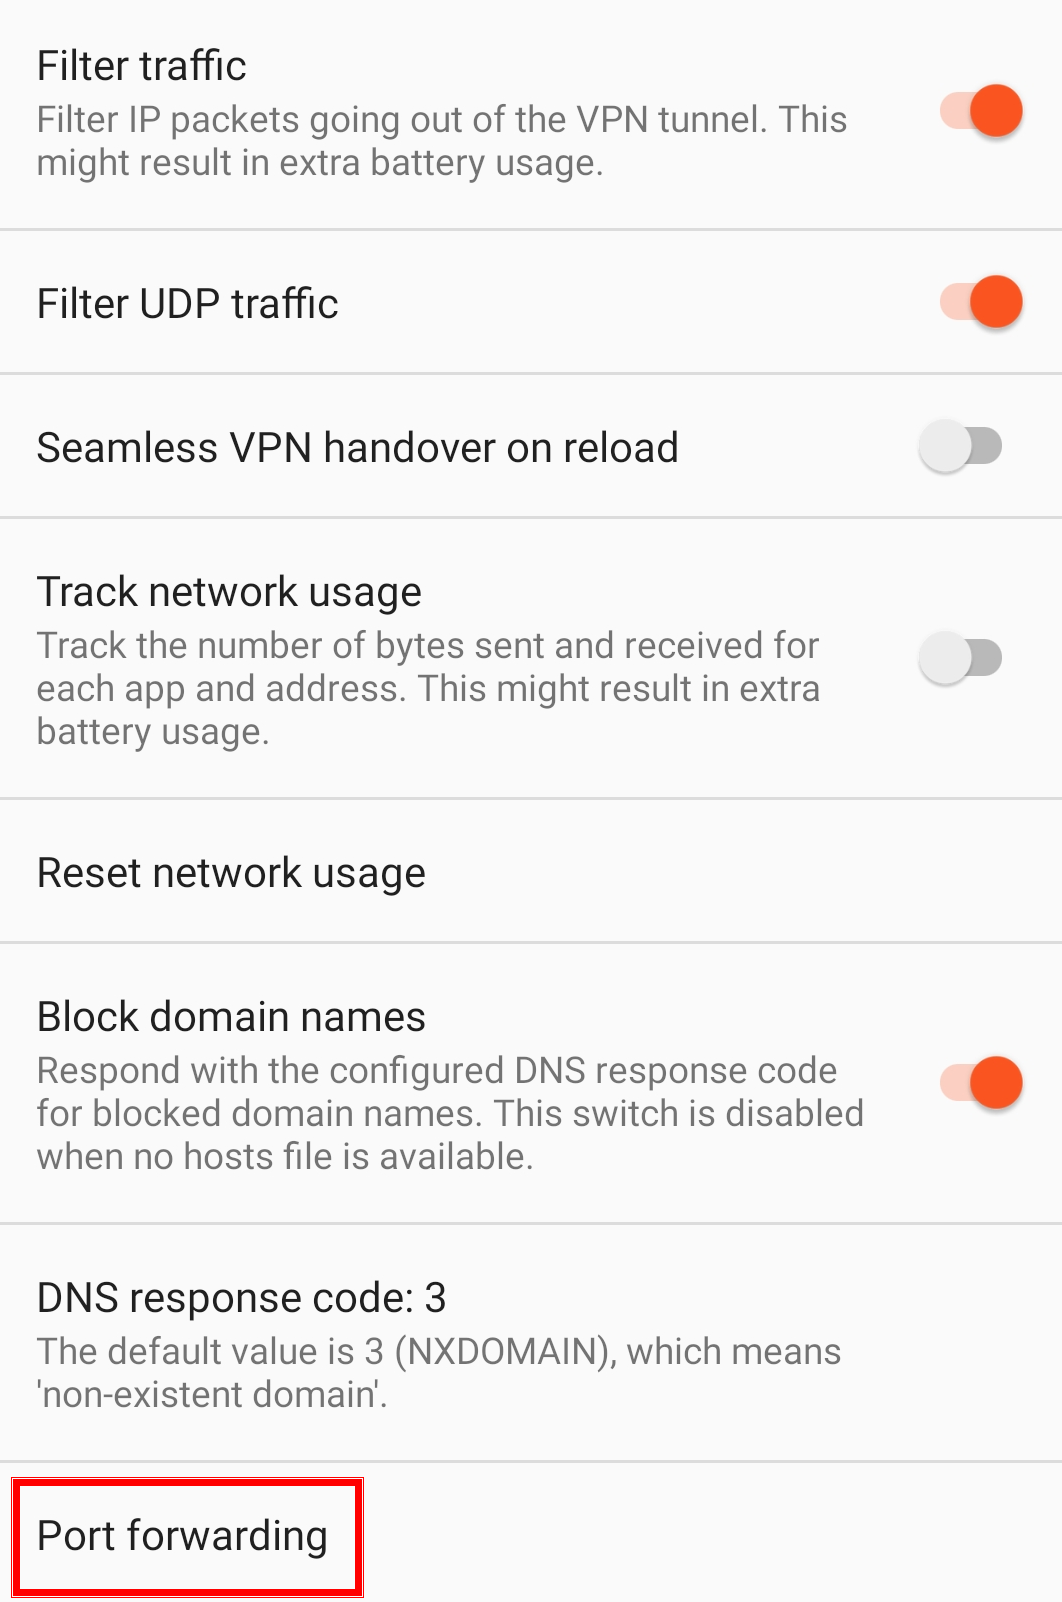 Filter traffic
Filter IP packets going out of the VPN tunnel. This
might result in extra battery usage.
Filter UDP traffic
Seamless VPN handover on reload
Track network usage
Track the number of bytes sent and received for
each app and address. This might result in extra
battery usage.
Reset network usage
Block domain names
Respond with the configured DNS response code
for blocked domain names. This switch is disabled
when no hosts file is available.
DNS response code: 3
The default value is 3 (NXDOMAIN), which means
'non-existent domain'.
Port forwarding